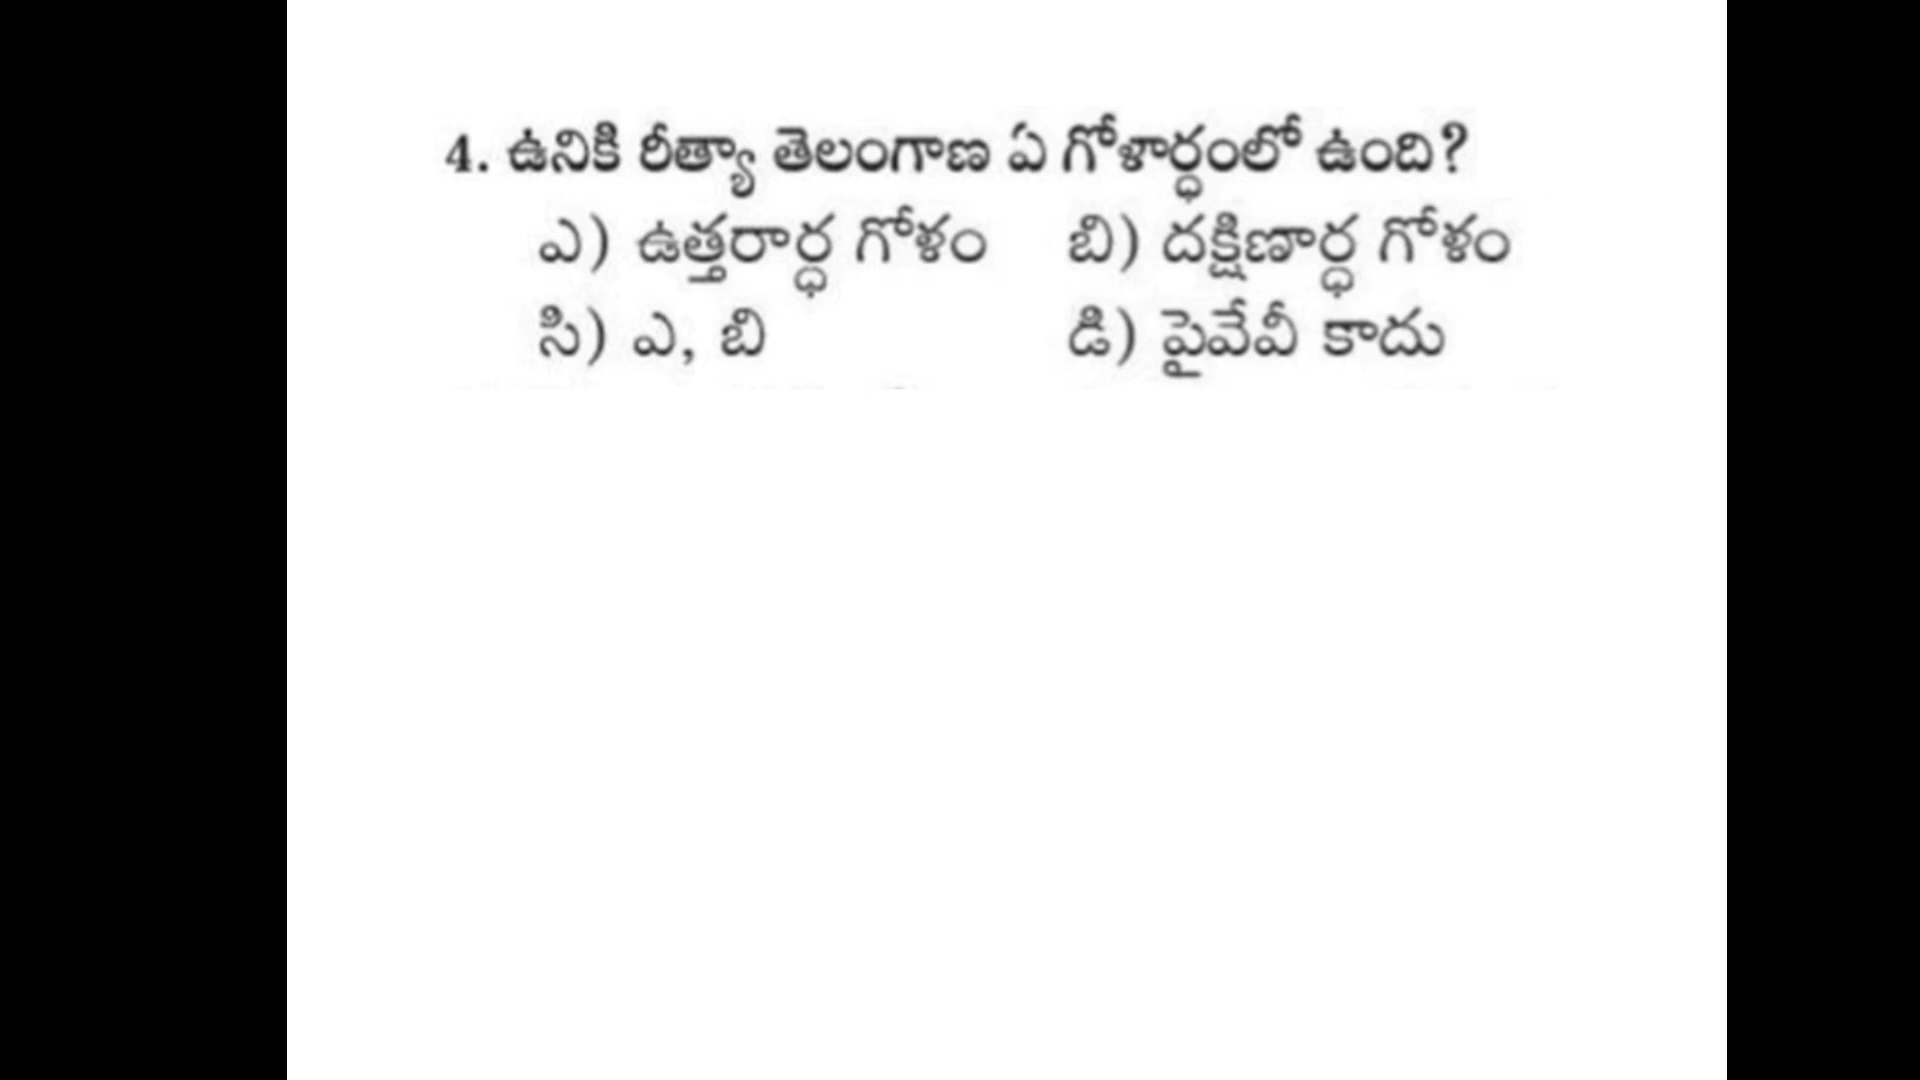 4. ఉనికి రీత్యా తెలంగాణ ఏ గోళార్ధంలో ఉంది?
ఎ) ఉత్తరార్ధ గోళం బి) దక్షిణార్ధ గోళం
సి) ఎ, బి డి) పైవేవీ కాదు